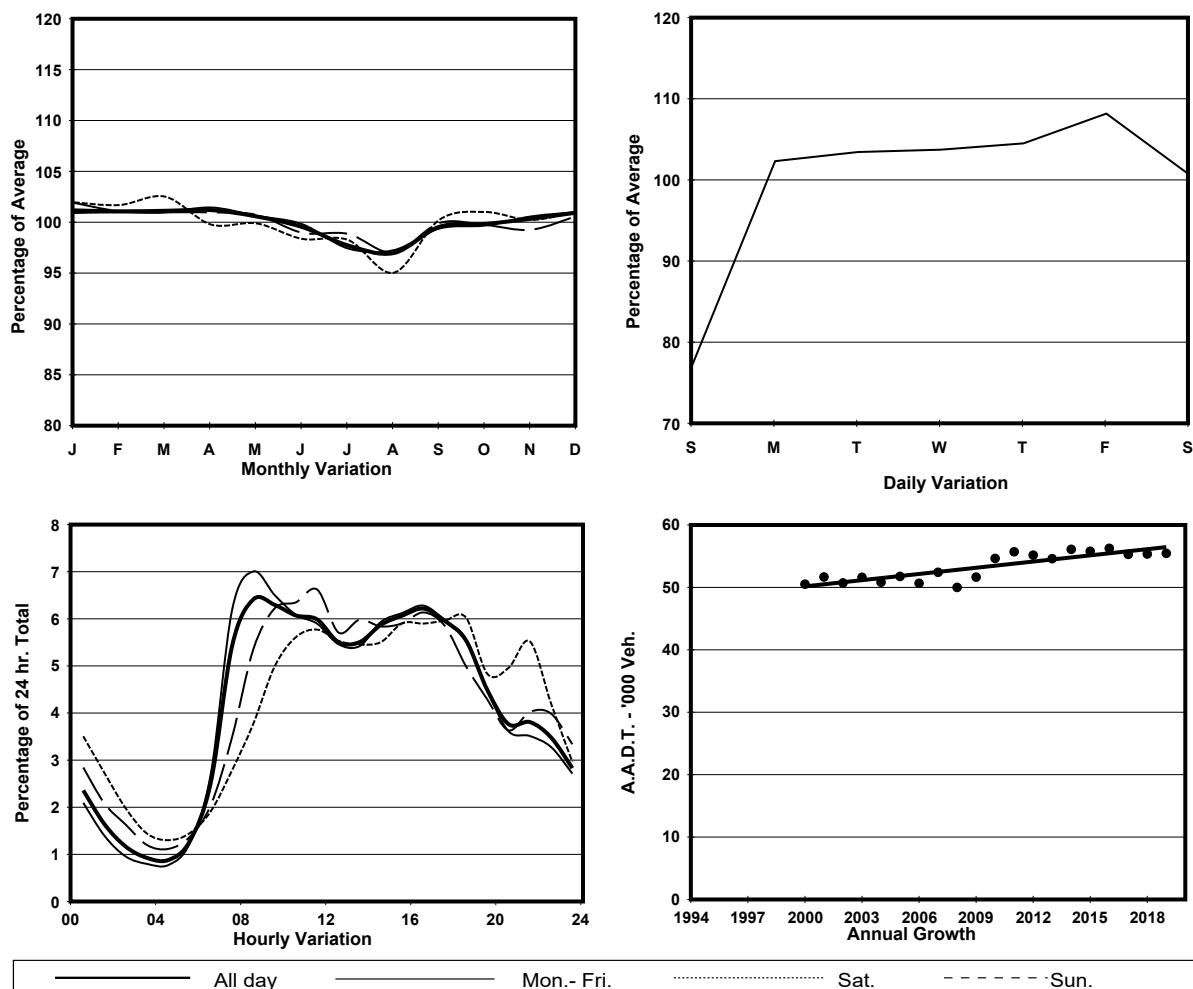 120
115
110
105
100
95
90
85
80
Percentage of Average
J F M A M J J A S O N D
Monthly Variation
120
110
100
90
80
70
Percentage of Average
S M T W T F S
Daily Variation
8
7
6
5
4
3
2
1
0
Percentage of 24 hr. Total
00 04 08 12 16 20 24
Hourly Variation
60
50
40
30
20
10
0
A.A.D.T. - '000 Veh.
1994 1997 2000 2003 2006 2009 2012 2015 2018
Annual Growth
All day Mon.- Fri. Sat. Sun.